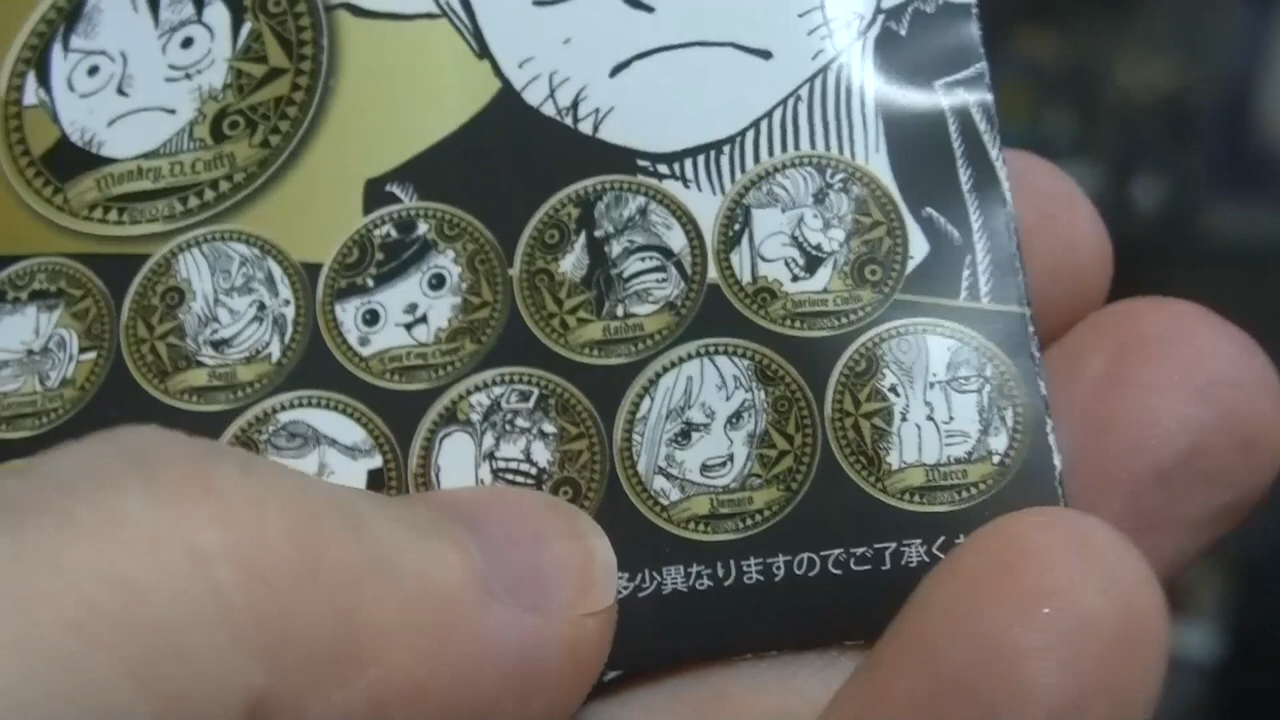 Monkey. D. Luffy
Sanji
Tony Tony Chopper
Kaidou
Charlotte Linlin
Yamato
Marco
多少異なりますのでご了承く